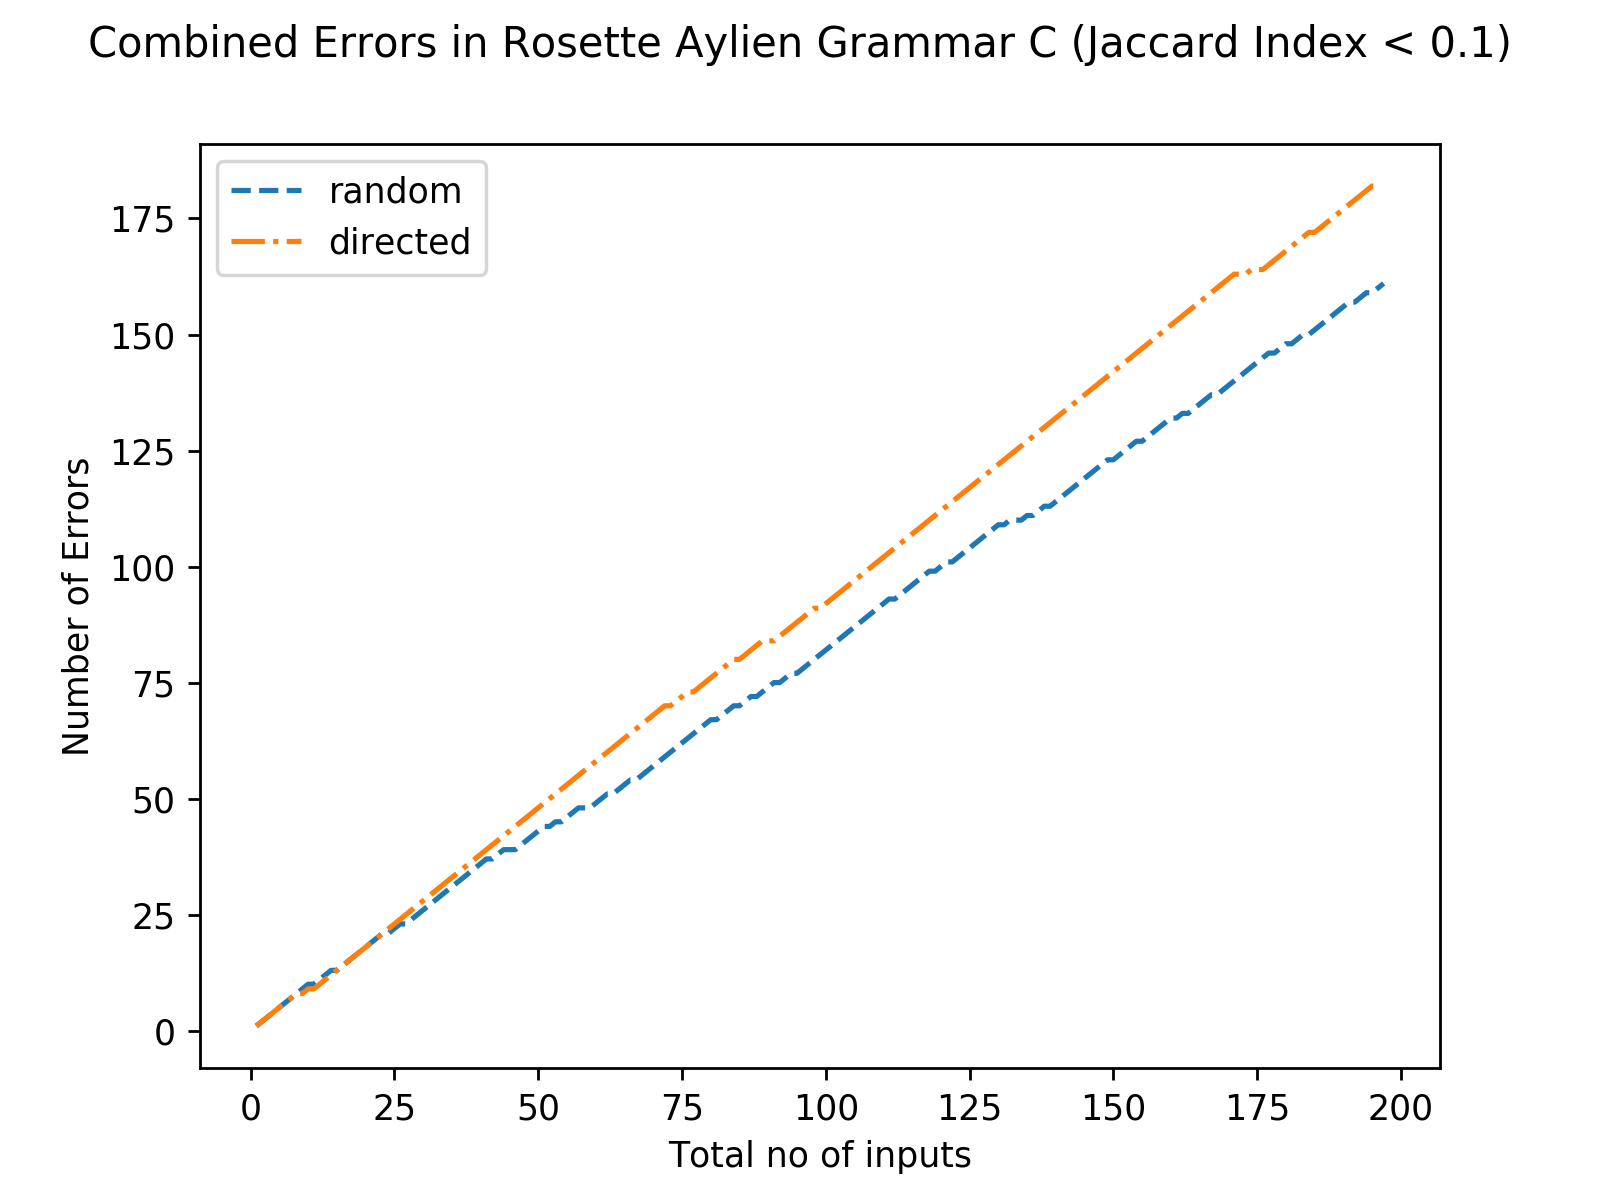 Combined Errors in Rosette Aylien Grammar C (Jaccard Index < 0.1)
random
directed
Number of Errors
175
150
125
100
75
50
25
0
0 25 50 75 100 125 150 175 200
Total no of inputs